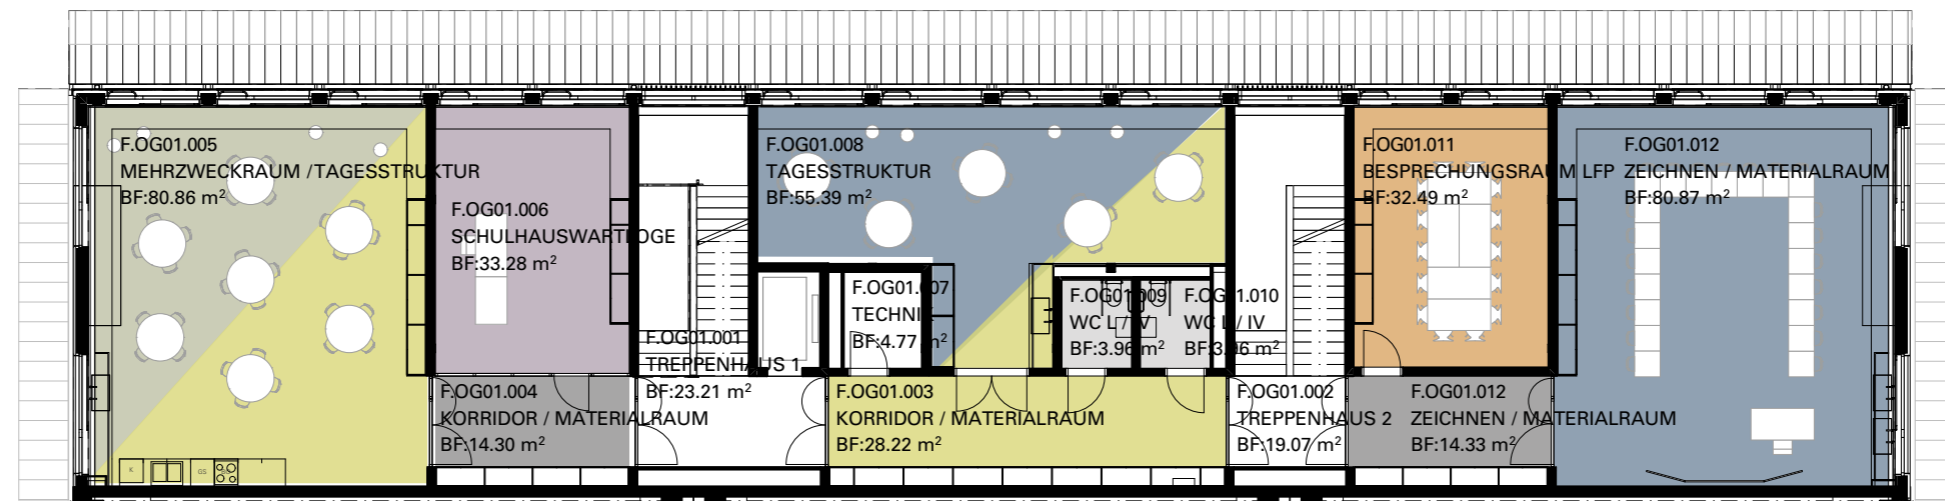 F.OG01.005
MEHRZWECKRAUM / TAGESSTRUKTUR
BF:80.86 m²
F.OG01.006
SCHULHAUSWARTLOGE
BF:33.28 m²
F.OG01.004
KORRIDOR / MATERIALRAUM
BF:14.30 m²
F.OG01.001
TREPPENHAUS 1
BF:23.21 m²
F.OG01.008
TAGESSTRUKTUR
BF:55.39 m²
F.OG01.007
TECHNIK
BF:4.77 m²
F.OG01.003
KORRIDOR / MATERIALRAUM
BF:28.22 m²
F.OG01.009
WC L / IV
BF:3.96 m²
F.OG01.010
WC L / IV
BF:3.96 m²
F.OG01.002
TREPPENHAUS 2
BF:19.07 m²
F.OG01.011
BESPRECHUNGSRAUM LFP
BF:32.49 m²
F.OG01.012
ZEICHNEN / MATERIALRAUM
BF:14.33 m²
F.OG01.012
ZEICHNEN / MATERIALRAUM
BF:80.87 m²
K
GS